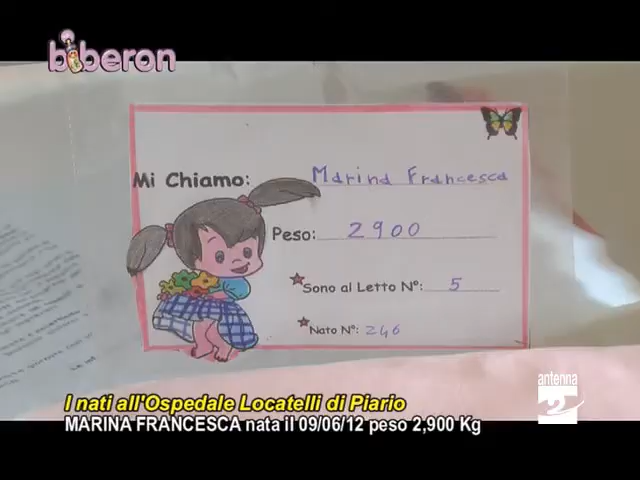 biberon
Mi Chiamo: Marina Francesca
Peso: 2900
Sono al Letto N°: 5
Nato N°: 246
antenna
2
I nati all'Ospedale Locatelli di Piario
MARINA FRANCESCA nata il 09/06/12 peso 2,900 Kg